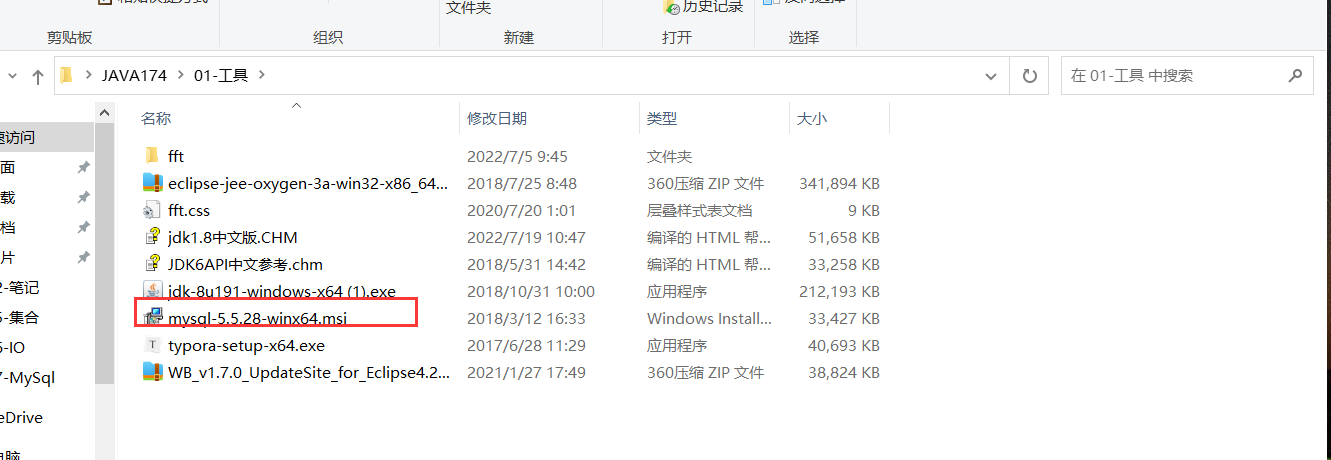 文件夹
历史记录
剪贴板 组织 新建 打开 选择
JAVA174 01-工具 在 01-工具 中搜索
名称 修改日期 类型 大小
访问
fft 2022/7/5 9:45 文件夹
面
eclipse-jee-oxygen-3a-win32-x86_64... 2018/7/25 8:48 360压缩 ZIP 文件 341,894 KB
载
fft.css 2020/7/20 1:01 层叠样式表文档 9 KB
档
jdk1.8中文版.CHM 2022/7/19 10:47 编译的 HTML 帮... 51,658 KB
片
JDK6API中文参考.chm 2018/5/31 14:42 编译的 HTML 帮... 33,258 KB
-笔记
jdk-8u191-windows-x64 (1).exe 2018/10/31 10:00 应用程序 212,193 KB
-集合
mysql-5.5.28-winx64.msi 2018/3/12 16:33 Windows Install... 33,427 KB
-IO
typora-setup-x64.exe 2017/6/28 11:29 应用程序 40,693 KB
7-MySql
WB_v1.7.0_UpdateSite_for_Eclipse4.2... 2021/1/27 17:49 360压缩 ZIP 文件 38,824 KB
eDrive